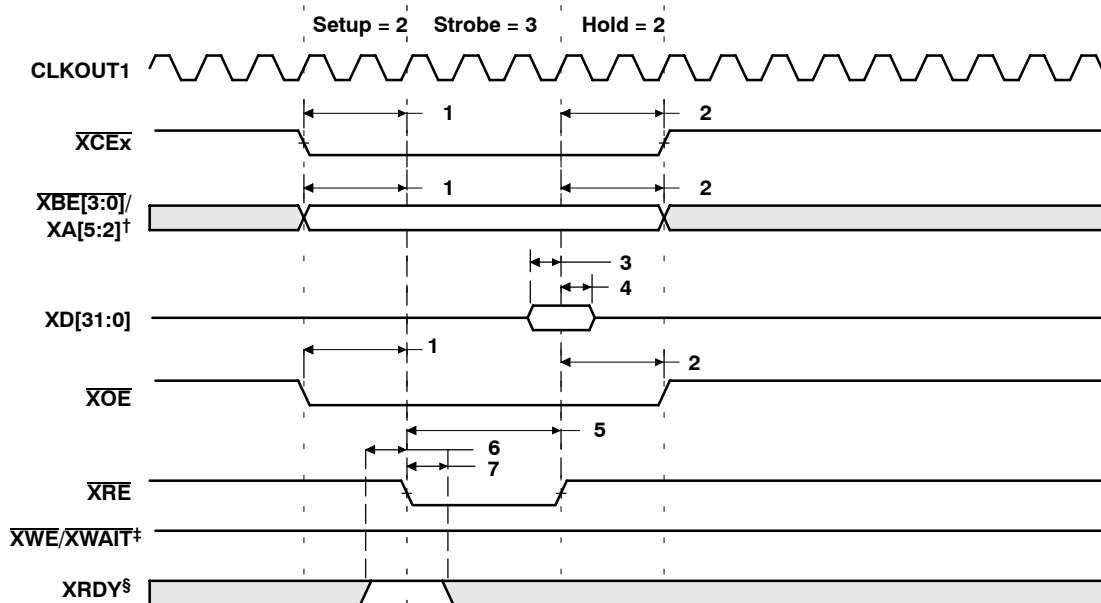 Setup = 2 Strobe = 3 Hold = 2
CLKOUT1
1 2
XCEx
1 2
XBE[3:0]/
XA[5:2]†
3
4
XD[31:0]
1
2
XOE
5
6
7
XRE
XWE/XWAIT‡
XRDY§